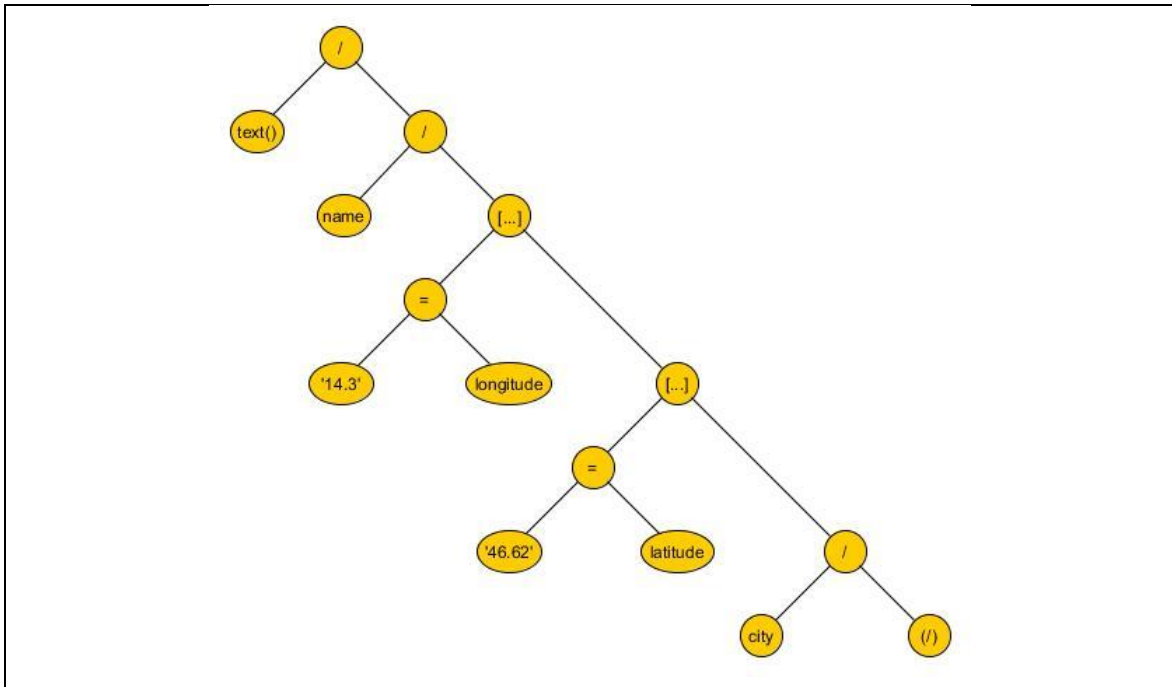 /
text() /
name [...]
=
'14.3' longitude [...]
=
'46.62' latitude /
city (/)